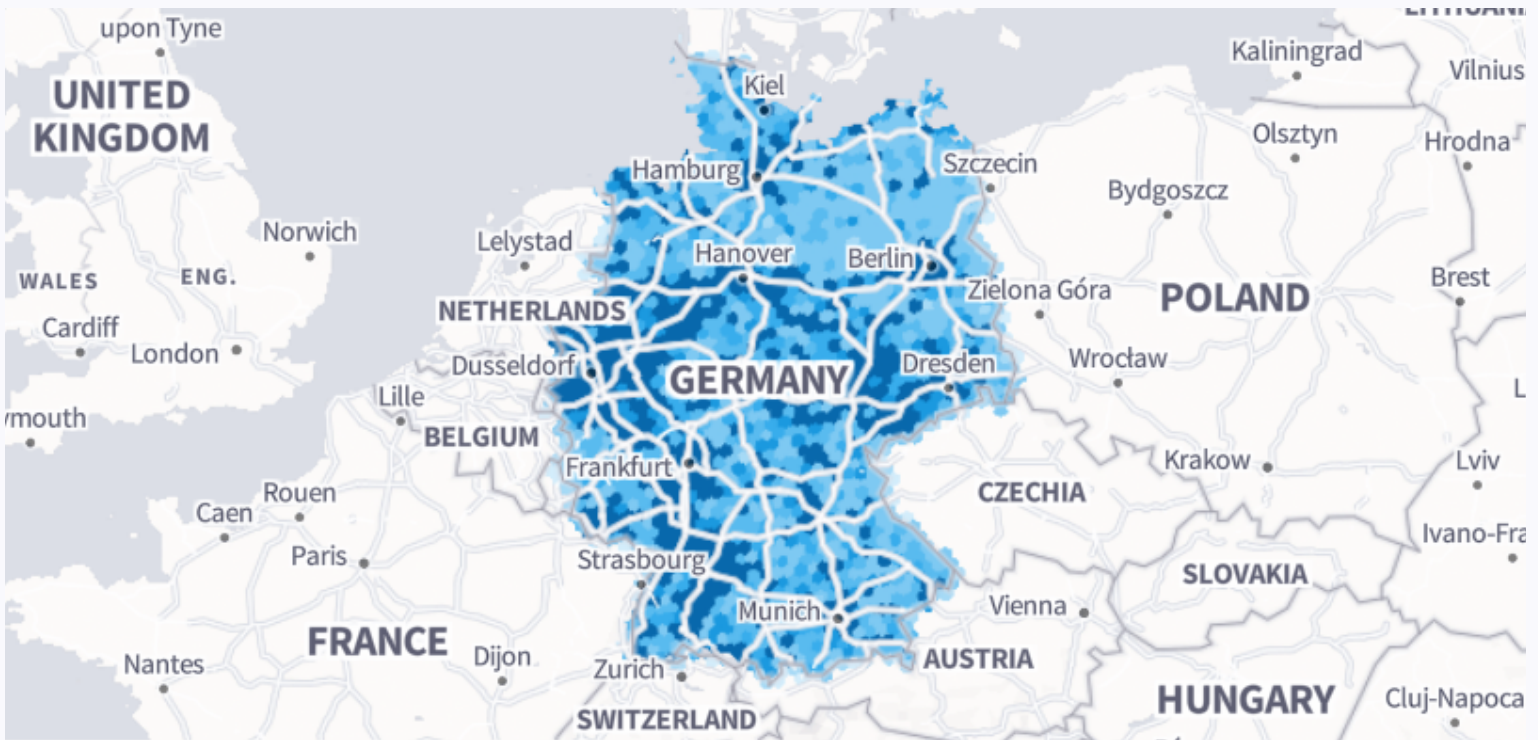 LITHUANI
upon Tyne
Kaliningrad
Vilnius
Kiel
UNITED
KINGDOM
Olsztyn
Hrodna
Hamburg
Szczecin
Bydgoszcz
Norwich
Lelystad
Hanover
Berlin
WALES
ENG.
Zielona Góra
Brest
NETHERLANDS
POLAND
Cardiff
London
Dusseldorf
GERMANY
Dresden
Wrocław
Lille
ymouth
BELGIUM
Frankfurt
Krakow
Lviv
Rouen
CZECHIA
Caen
Ivano-Fra
Paris
Strasbourg
SLOVAKIA
Munich
Vienna
FRANCE
Nantes
Dijon
Zurich
AUSTRIA
HUNGARY
Cluj-Napoca
SWITZERLAND